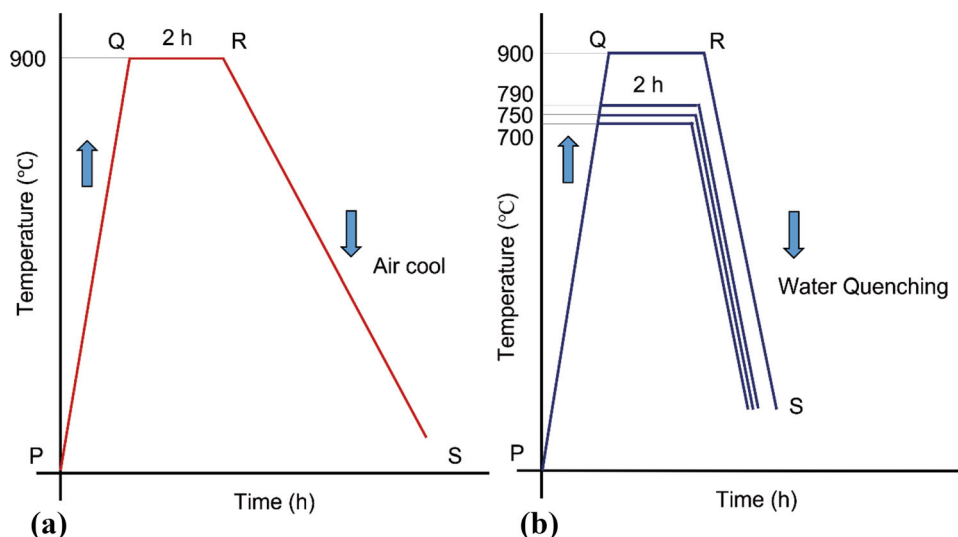 Q 2 h R
900
Temperature (°C)
Air cool
P
S
Time (h)
(a)
Q R
900
2 h
790
750
700
Temperature (°C)
Water Quenching
S
P
Time (h)
(b)